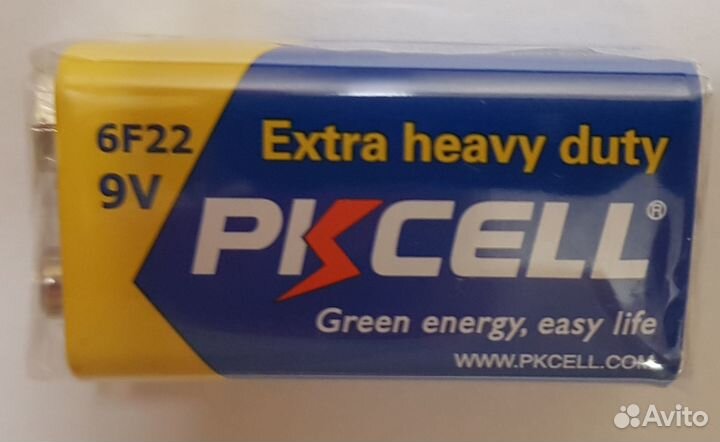 6F22
9V
Extra heavy duty
PKCELL®
Green energy, easy life
WWW.PKCELL.COM
Avito